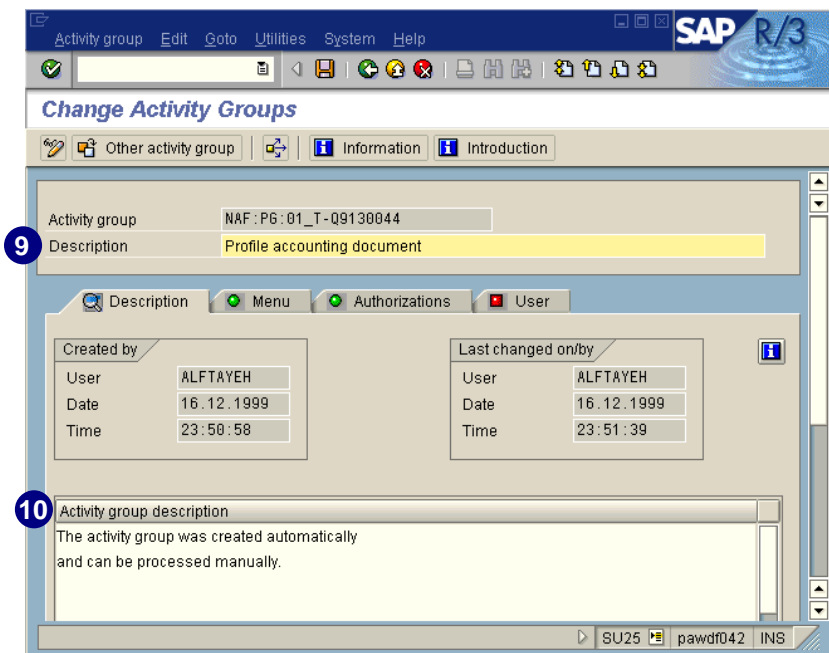 Activity group Edit Goto Utilities System Help
SAP R/3
Change Activity Groups
Other activity group Information Introduction
Activity group NAF:PG:01_T-Q9130044
9 Description Profile accounting document
Description Menu Authorizations User
Created by Last changed on/by
User ALFTAYEH User ALFTAYEH
Date 16.12.1999 Date 16.12.1999
Time 23:50:58 Time 23:51:39
10 Activity group description
The activity group was created automatically
and can be processed manually.
SU25 pawdf042 INS